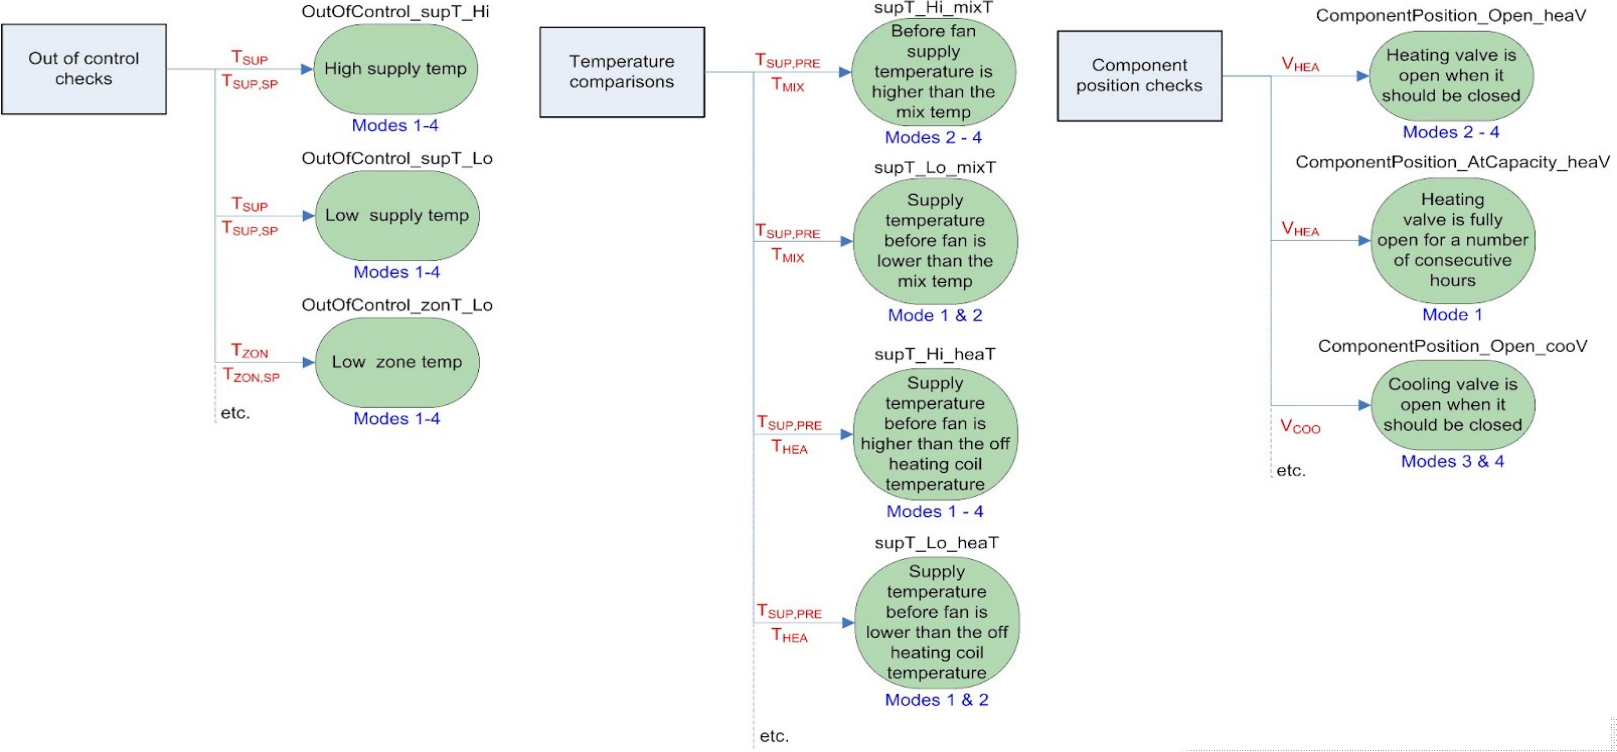 Out of control
checks
OutOfControl_supT_Hi
TSUP
TSUP,SP
High supply temp
Modes 1-4
OutOfControl_supT_Lo
TSUP
TSUP,SP
Low supply temp
Modes 1-4
OutOfControl_zonT_Lo
TZON
TZON,SP
Low zone temp
Modes 1-4
etc.
Temperature
comparisons
supT_Hi_mixT
TSUP,PRE
TMIX
Before fan
supply
temperature is
higher than the
mix temp
Modes 2 - 4
supT_Lo_mixT
TSUP,PRE
TMIX
Supply
temperature
before fan is
lower than the
mix temp
Mode 1 & 2
supT_Hi_heaT
TSUP,PRE
THEA
Supply
temperature
before fan is
higher than the off
heating coil
temperature
Modes 1 - 4
supT_Lo_heaT
TSUP,PRE
THEA
Supply
temperature
before fan is
lower than the off
heating coil
temperature
Modes 1 & 2
etc.
Component
position checks
ComponentPosition_Open_heaV
VHEA
Heating valve is
open when it
should be closed
Modes 2 - 4
ComponentPosition_AtCapacity_heaV
VHEA
Heating
valve is fully
open for a number
of consecutive
hours
Mode 1
ComponentPosition_Open_cooV
VCOO
Cooling valve is
open when it
should be closed
Modes 3 & 4
etc.